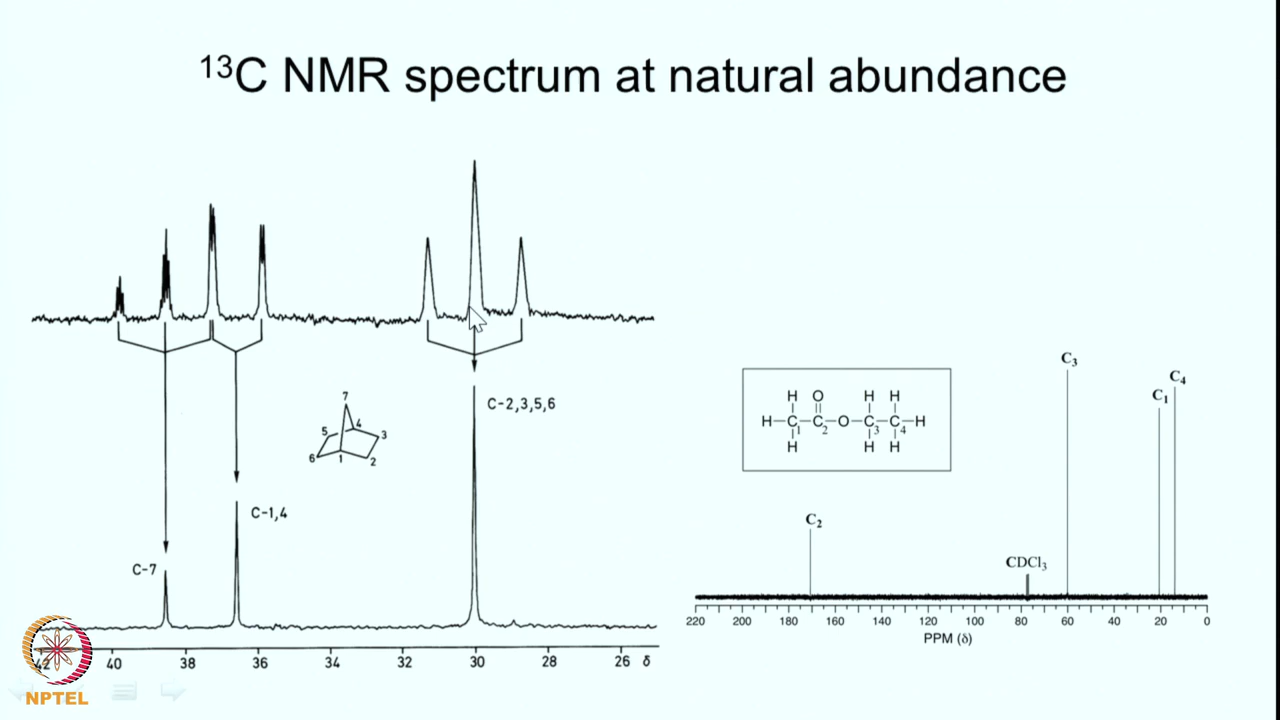 ¹³C NMR spectrum at natural abundance
C-2,3,5,6
C-1,4
C-7
7
5
4
3
6
1
2
42 40 38 36 34 32 30 28 26 δ
H O H H
H-C-C-O-C-C-H
1 2 3 4
H H H
C₂
CDCl₃
C₃
C₁
C₄
220 200 180 160 140 120 100 80 60 40 20 0
PPM (δ)
NPTEL